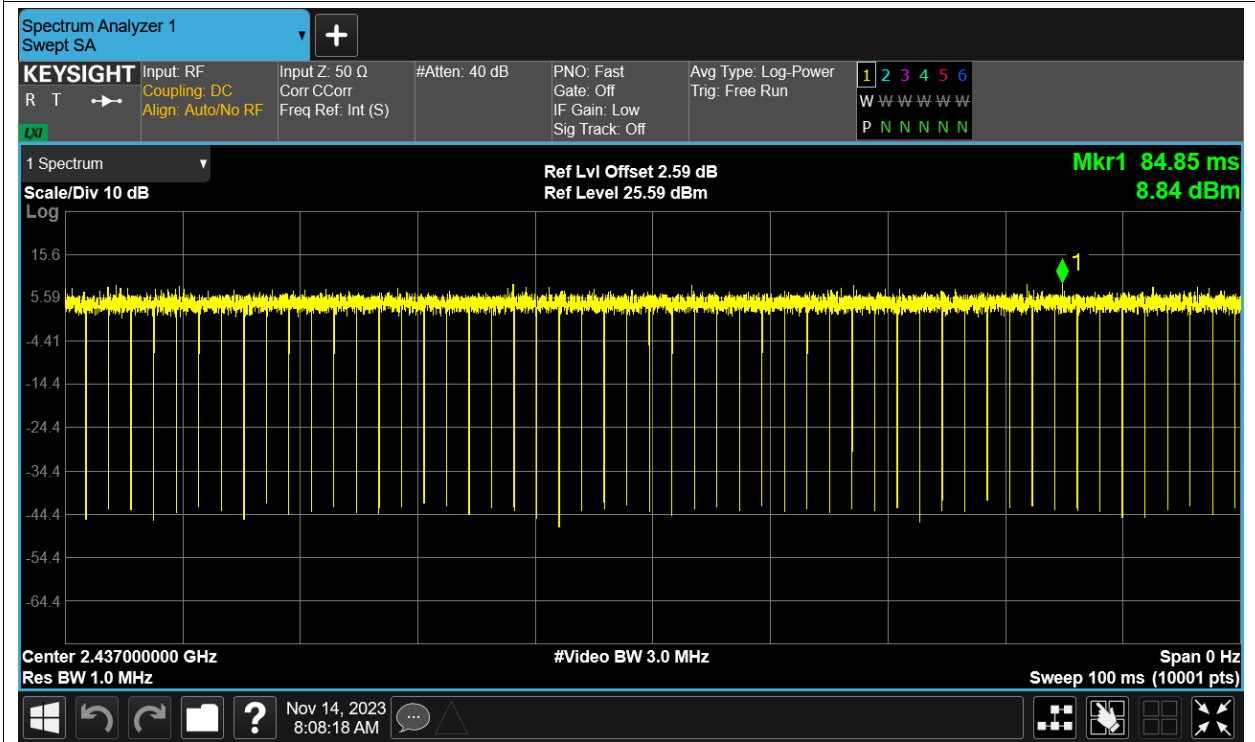 Spectrum Analyzer 1
Swept SA
+
KEYSIGHT
R T
LXI
Input: RF
Coupling: DC
Align: Auto/No RF
Input Z: 50 Ω
Corr CCorr
Freq Ref: Int (S)
#Atten: 40 dB
PNO: Fast
Gate: Off
IF Gain: Low
Sig Track: Off
Avg Type: Log-Power
Trig: Free Run
1 2 3 4 5 6
W W W W W W
P N N N N N
1 Spectrum
Scale/Div 10 dB
Log
Ref Lvl Offset 2.59 dB
Ref Level 25.59 dBm
Mkr1 84.85 ms
8.84 dBm
15.6
5.59
-4.41
-14.4
-24.4
-34.4
-44.4
-54.4
-64.4
1
Center 2.437000000 GHz
#Video BW 3.0 MHz
Span 0 Hz
Res BW 1.0 MHz
Sweep 100 ms (10001 pts)
?
Nov 14, 2023
8:08:18 AM